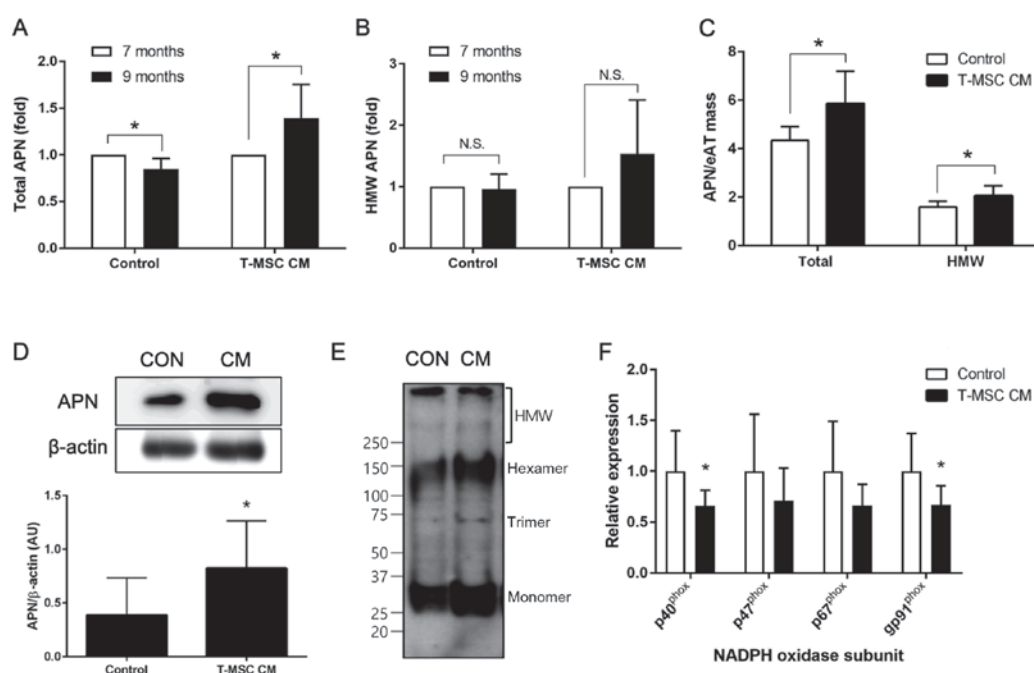 A
Total APN (fold)
2.0
1.5
1.0
0.5
0.0
7 months
9 months
*
*
Control
T-MSC CM
B
HMW APN (fold)
3
2
1
0
7 months
9 months
N.S.
N.S.
Control
T-MSC CM
C
APN/eAT mass
8
6
4
2
0
Control
T-MSC CM
*
*
Total
HMW
D
CON CM
APN
β-actin
APN/β-actin (AU)
1.5
1.0
0.5
0.0
*
Control
T-MSC CM
E
CON CM
250
150
100
75
50
37
25
20
HMW
Hexamer
Trimer
Monomer
F
Relative expression
2.0
1.5
1.0
0.5
0.0
Control
T-MSC CM
*
*
p40phox
p47phox
p67phox
gp91phox
NADPH oxidase subunit